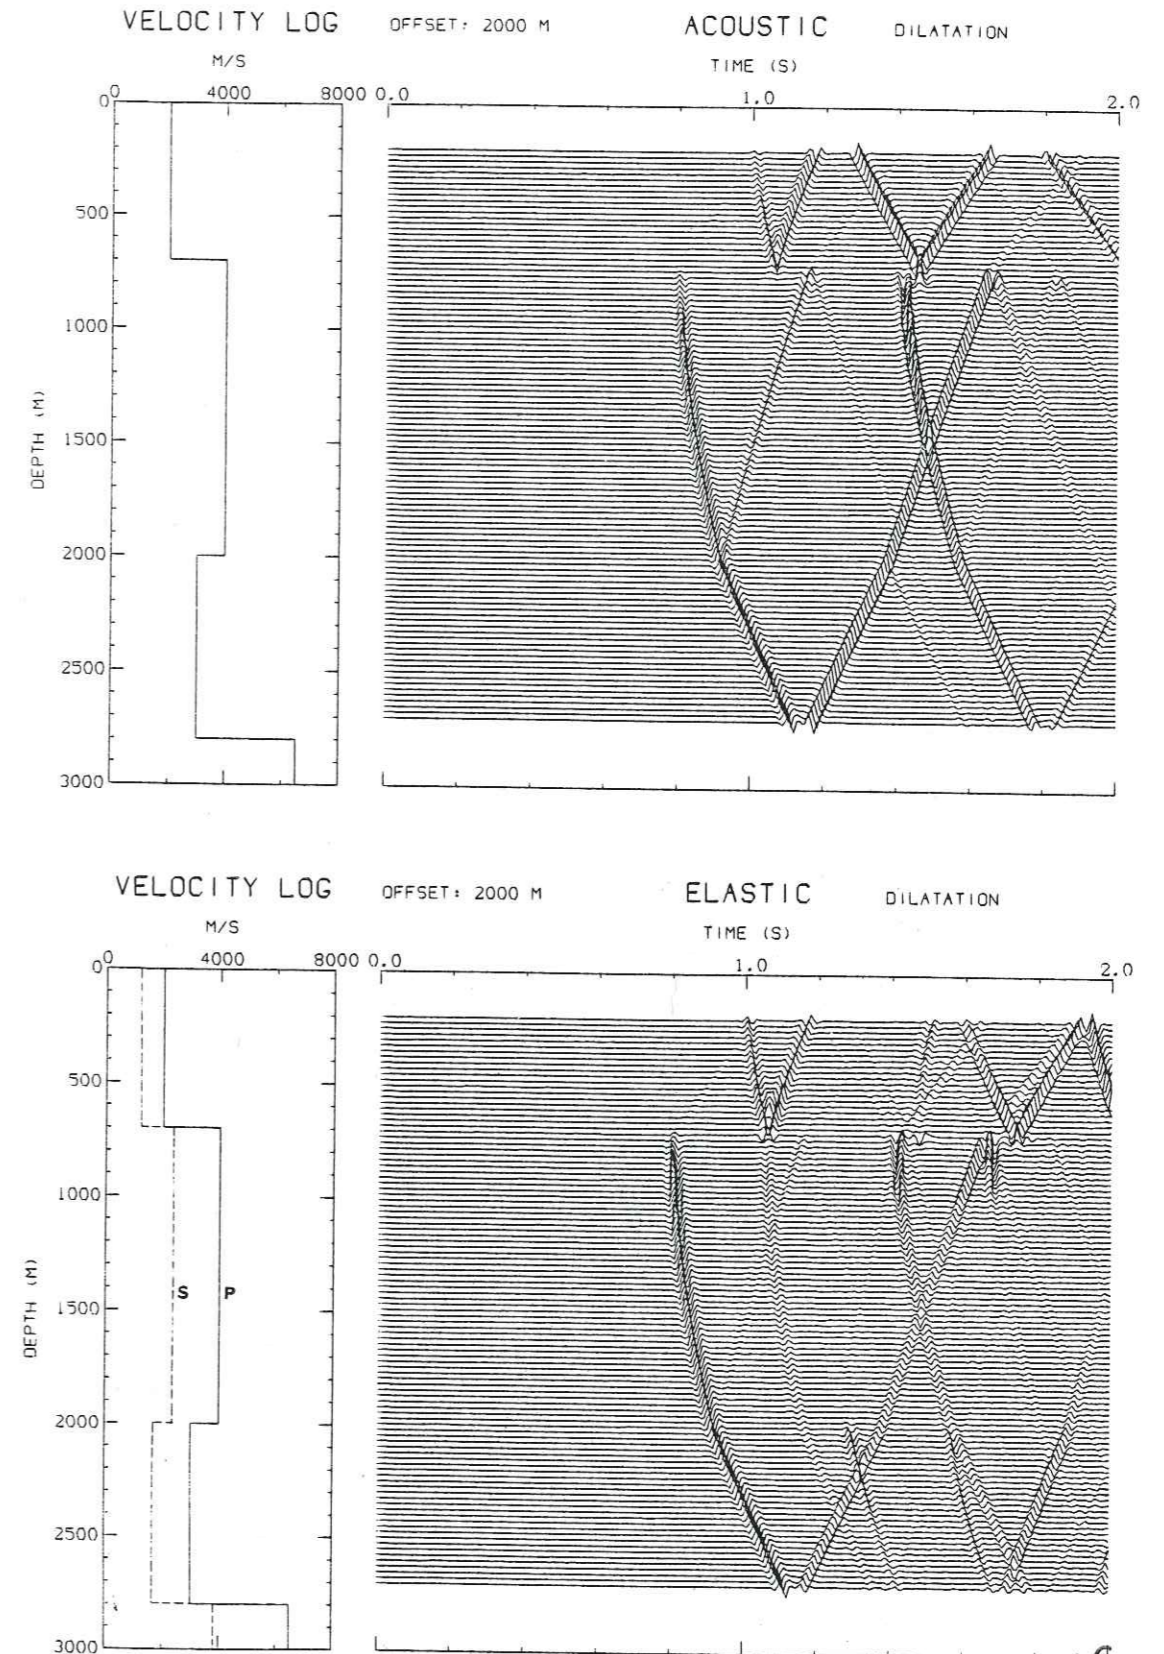 VELOCITY LOG OFFSET: 2000 M ACOUSTIC DILATATION
M/S TIME (S)
0 4000 8000 0.0 1.0 2.0
0
500
1000
1500
2000
2500
3000
DEPTH (M)
VELOCITY LOG OFFSET: 2000 M ELASTIC DILATATION
M/S TIME (S)
0 4000 8000 0.0 1.0 2.0
0
500
1000
S P
1500
2000
2500
3000
DEPTH (M)